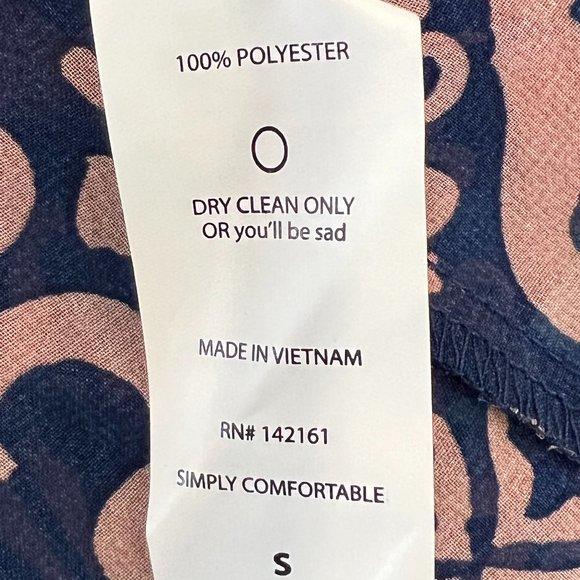 100% POLYESTER
DRY CLEAN ONLY
OR you'll be sad
MADE IN VIETNAM
RN# 142161
SIMPLY COMFORTABLE
S